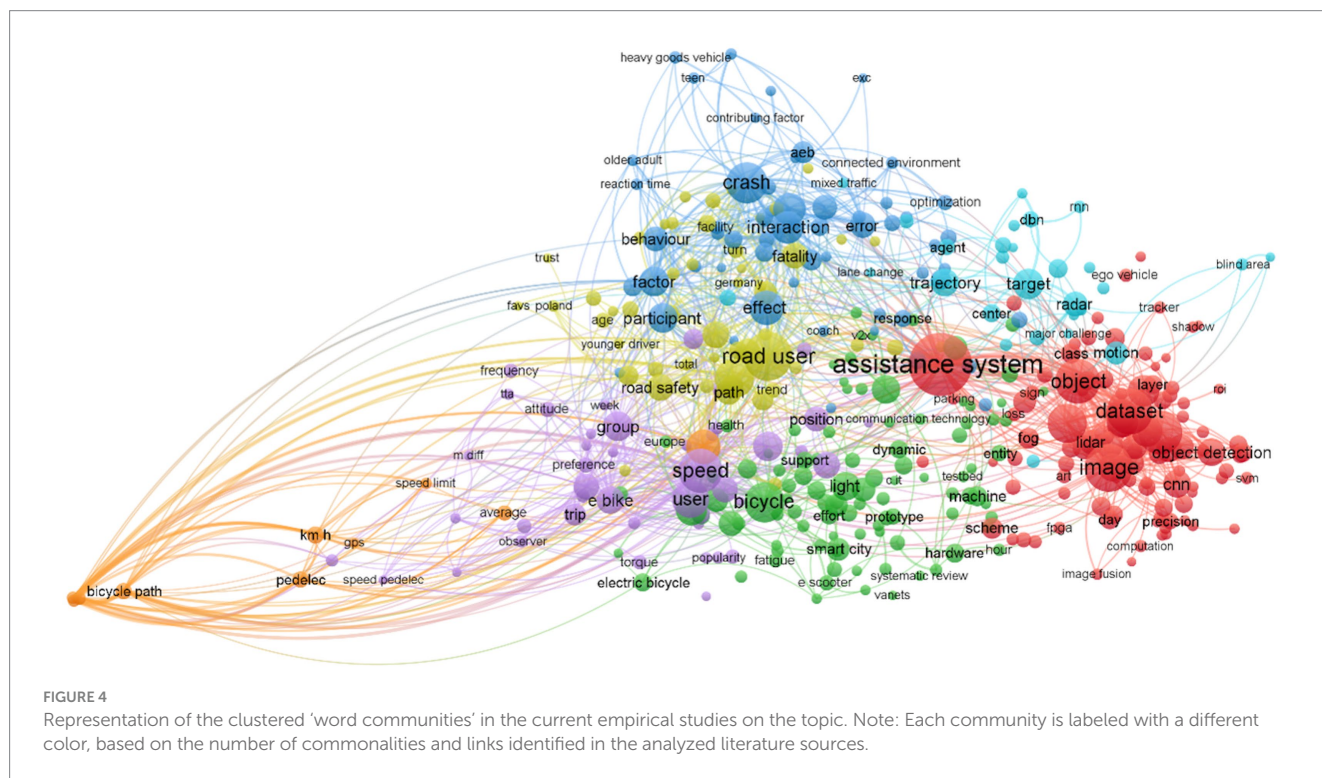 heavy goods vehicle
teen
exc
contributing factor
aeb
older adult
connected environment
reaction time
crash
mixed traffic
optimization
dbn
rnn
facility
interaction
error
behaviour
turn
agent
trust
fatality
lane change
blind area
ego vehicle
factor
germany
trajectory
target
favs poland
age
effect
radar
tracker
participant
response
center
coach
v2x
major challenge
shadow
younger driver
road user
total
assistance system
class
motion
frequency
road safety
path
trend
object
layer
roi
tta
week
parking
sign
attitude
group
health
position
communication technology
loss
dataset
europe
fog
lidar
m diff
preference
speed
support
dynamic
entity
object detection
speed limit
image
e bike
user
bicycle
light
cut
testbed
art
cnn
svm
average
trip
effort
prototype
machine
km h
scheme
fpga
day
precision
gps
observer
smart city
hardware
hour
computation
pedelec
speed pedelec
torque
popularity
fatigue
systematic review
image fusion
bicycle path
electric bicycle
e scooter
vanets
FIGURE 4
Representation of the clustered ‘word communities’ in the current empirical studies on the topic. Note: Each community is labeled with a different
color, based on the number of commonalities and links identified in the analyzed literature sources.